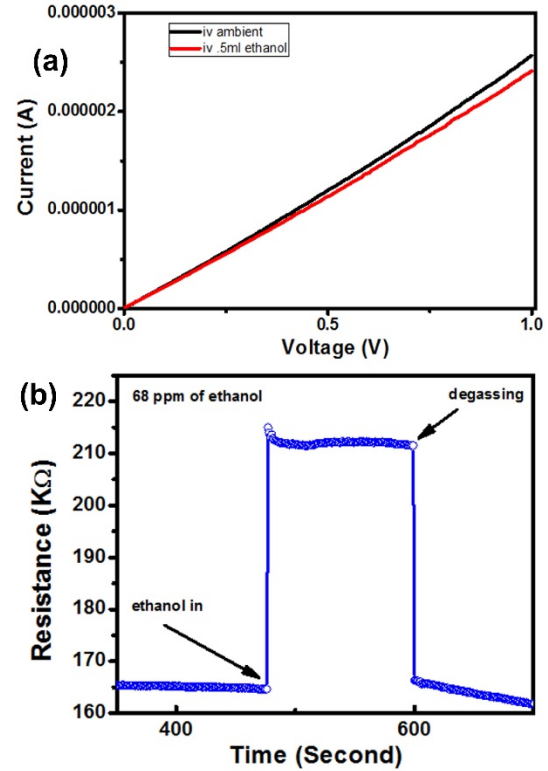 (a)
iv ambient
iv .5ml ethanol
0.000003
0.000002
0.000001
0.000000
Current (A)
0.0 0.5 1.0
Voltage (V)
(b)
68 ppm of ethanol
degassing
ethanol in
220
210
200
190
180
170
160
Resistance (KΩ)
400 600
Time (Second)